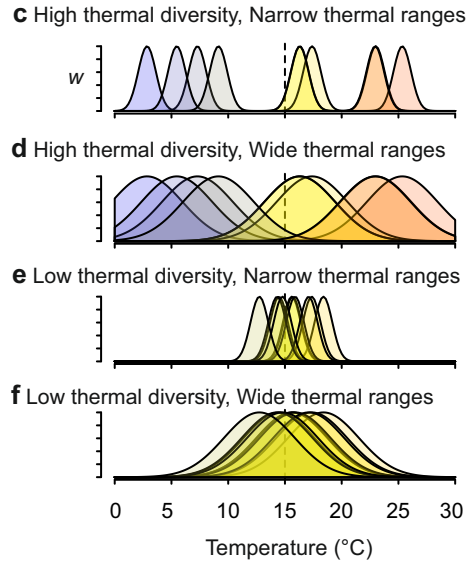 c High thermal diversity, Narrow thermal ranges
w
d High thermal diversity, Wide thermal ranges
e Low thermal diversity, Narrow thermal ranges
f Low thermal diversity, Wide thermal ranges
0 5 10 15 20 25 30
Temperature (°C)